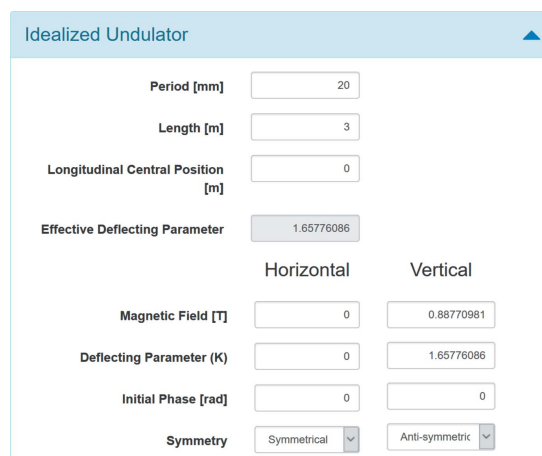 Idealized Undulator
Period [mm] 20
Length [m] 3
Longitudinal Central Position 0
[m]
Effective Deflecting Parameter 1.65776086
Horizontal Vertical
Magnetic Field [T] 0 0.88770981
Deflecting Parameter (K) 0 1.65776086
Initial Phase [rad] 0 0
Symmetry Symmetrical Anti-symmetric